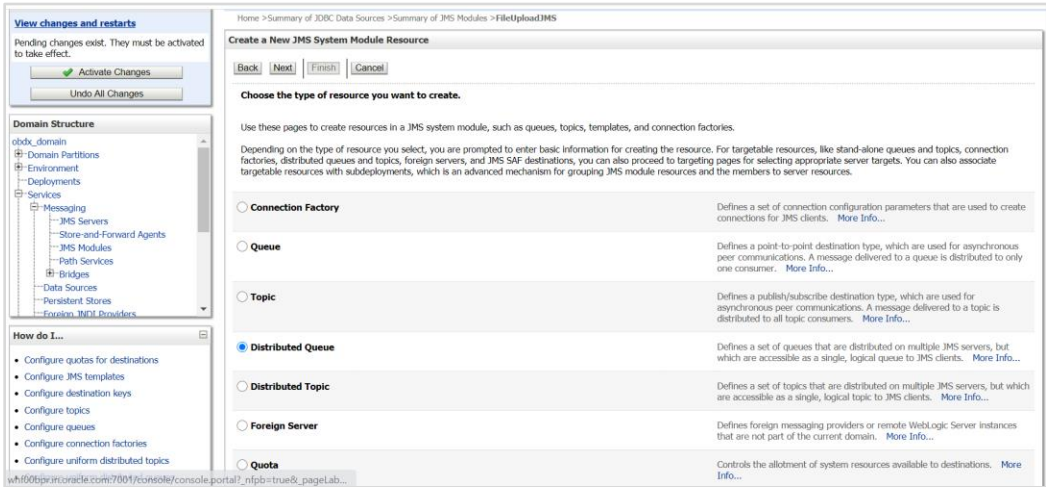 View changes and restarts
Pending changes exist. They must be activated
to take effect.
Activate Changes
Undo All Changes
Domain Structure
obdx_domain
Domain Partitions
Environment
Deployments
Services
Messaging
JMS Servers
Store-and-Forward Agents
JMS Modules
Path Services
Bridges
Data Sources
Persistent Stores
Foreign JNDI Providers
How do I...
Configure quotas for destinations
Configure JMS templates
Configure destination keys
Configure topics
Configure queues
Configure connection factories
Configure uniform distributed topics
Home >Summary of JDBC Data Sources >Summary of JMS Modules >FileUploadJMS
Create a New JMS System Module Resource
Back Next Finish Cancel
Choose the type of resource you want to create.
Use these pages to create resources in a JMS system module, such as queues, topics, templates, and connection factories.
Depending on the type of resource you select, you are prompted to enter basic information for creating the resource. For targetable resources, like stand-alone queues and topics, connection
factories, distributed queues and topics, foreign servers, and JMS SAF destinations, you can also proceed to targeting pages for selecting appropriate server targets. You can also associate
targetable resources with subdeployments, which is an advanced mechanism for grouping JMS module resources and the members to server resources.
Connection Factory
Defines a set of connection configuration parameters that are used to create
connections for JMS clients. More Info...
Queue
Defines a point-to-point destination type, which are used for asynchronous
peer communications. A message delivered to a queue is distributed to only
one consumer. More Info...
Topic
Defines a publish/subscribe destination type, which are used for
asynchronous peer communications. A message delivered to a topic is
distributed to all topic consumers. More Info...
Distributed Queue
Defines a set of queues that are distributed on multiple JMS servers, but
which are accessible as a single, logical queue to JMS clients. More Info...
Distributed Topic
Defines a set of topics that are distributed on multiple JMS servers, but which
are accessible as a single, logical topic to JMS clients. More Info...
Foreign Server
Defines foreign messaging providers or remote WebLogic Server instances
that are not part of the current domain. More Info...
Quota
Controls the allotment of system resources available to destinations. More
Info...